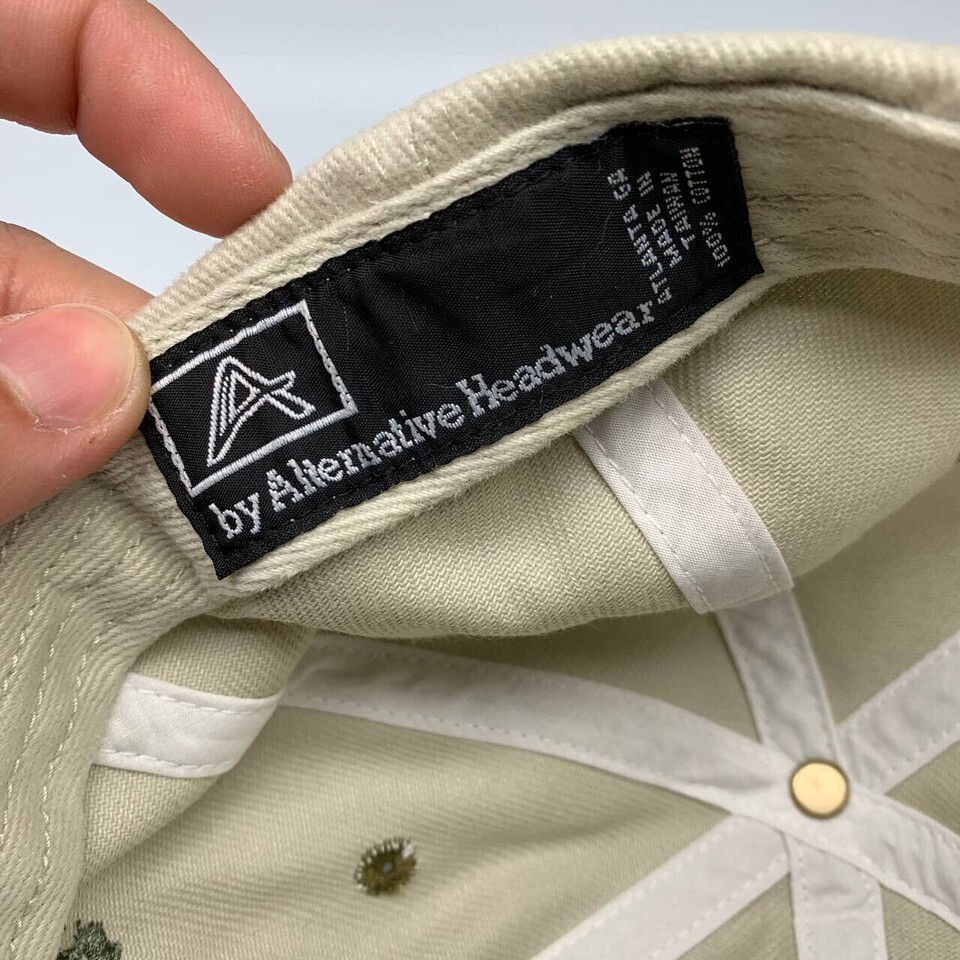 A
by Alternative Headwear
ATLANTA GA
MADE IN
TAIWAN
100% COTTON